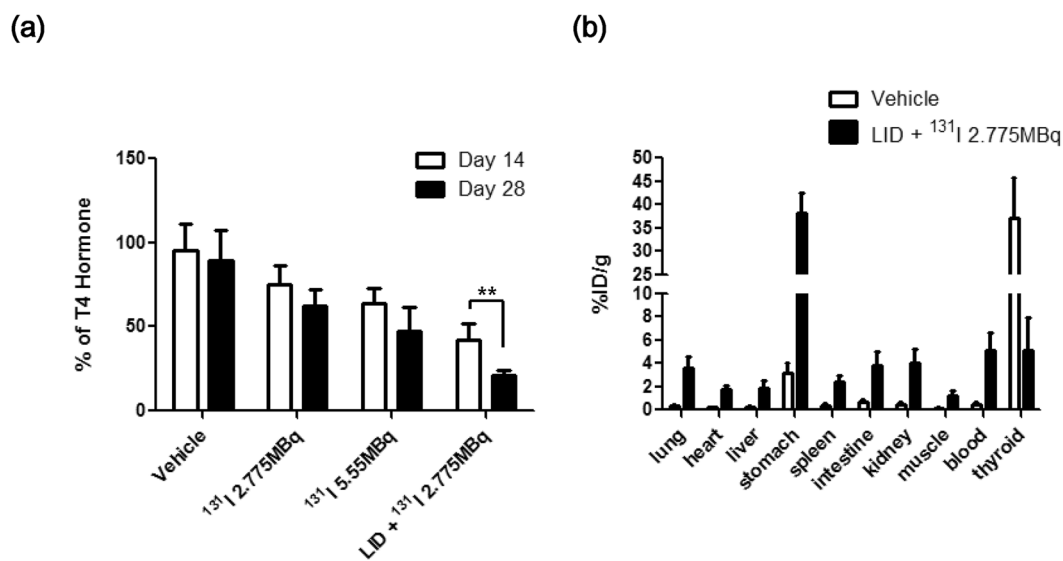 (a)
% of T4 Hormone
150
100
50
0
Day 14
Day 28
**
Vehicle
¹³¹I 2.775MBq
¹³¹I 5.55MBq
LID + ¹³¹I 2.775MBq
(b)
Vehicle
LID + ¹³¹I 2.775MBq
%ID/g
50
45
40
35
30
25
10
8
6
4
2
0
lung
heart
liver
stomach
spleen
intestine
kidney
muscle
blood
thyroid